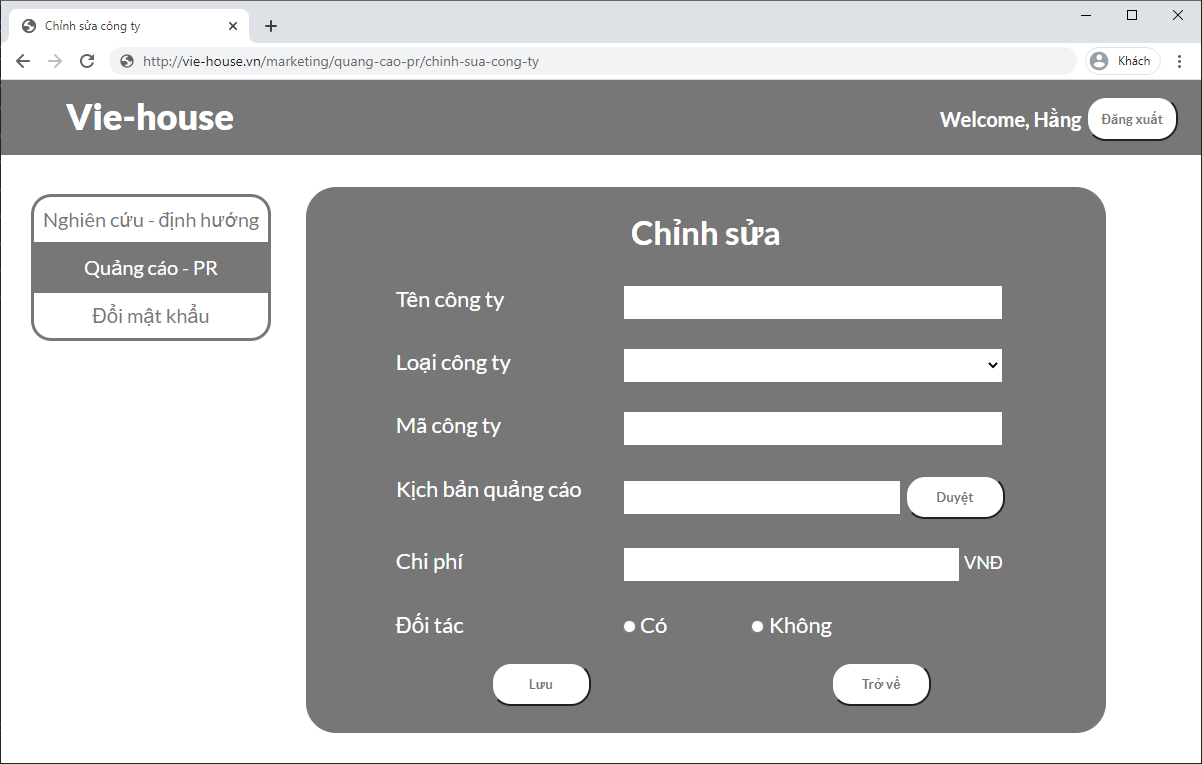 Chỉnh sửa công ty
http://vie-house.vn/marketing/quang-cao-pr/chinh-sua-cong-ty
Khách
Vie-house
Welcome, Hằng
Đăng xuất
Nghiên cứu - định hướng
Quảng cáo - PR
Đổi mật khẩu
Chỉnh sửa
Tên công ty
Loại công ty
Mã công ty
Kịch bản quảng cáo
Duyệt
Chi phí
VNĐ
Đối tác
Có
Không
Lưu
Trở về